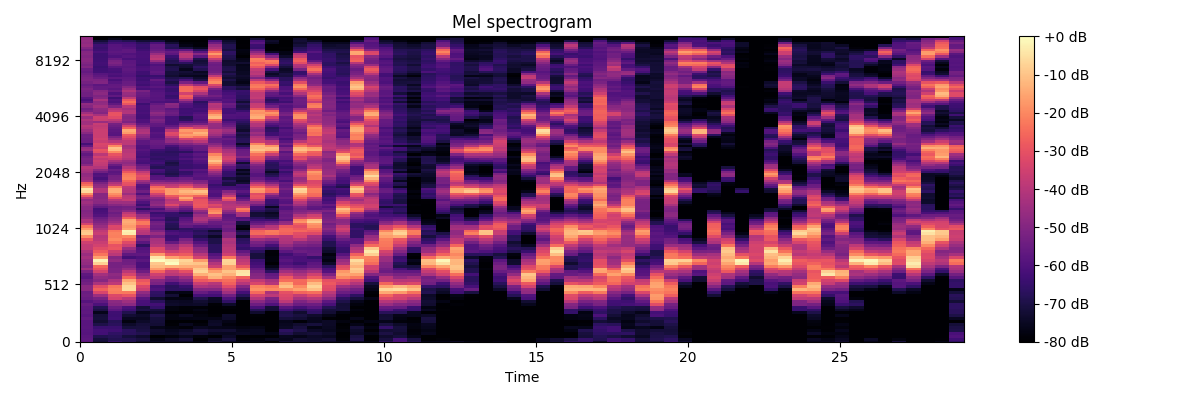 Mel spectrogram
+0 dB
8192
-10 dB
-20 dB
4096
-30 dB
2048
-40 dB
Hz
1024
-50 dB
-60 dB
512
-70 dB
0
-80 dB
0 5 10 15 20 25
Time